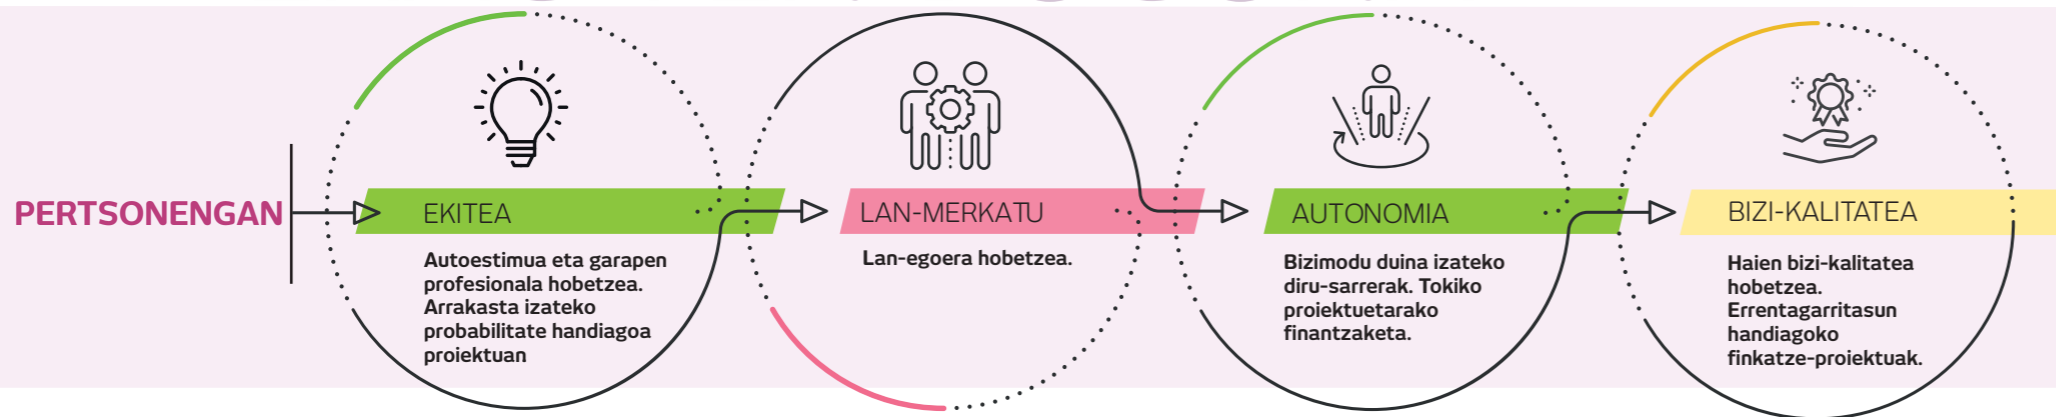 PERTSONENGAN
EKITEA
Autoestimua eta garapen
profesionala hobetzea.
Arrakasta izateko
probabilitate handiagoa
proiektuan
LAN-MERKATU
Lan-egoera hobetzea.
AUTONOMIA
Bizimodu duina izateko
diru-sarrerak. Tokiko
proiektuetarako
finantzaketa.
BIZI-KALITATEA
Haien bizi-kalitatea
hobetzea.
Errentagarritasun
handiagoko
finkatze-proiektuak.